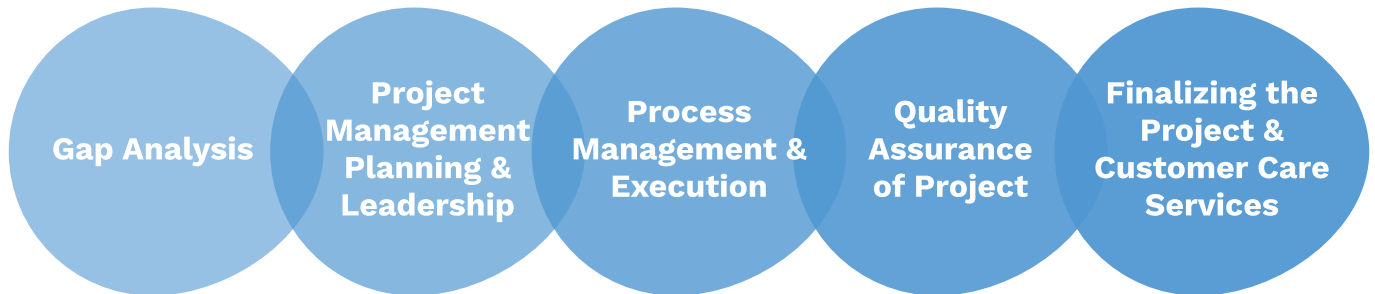 Gap Analysis
Project
Management
Planning &
Leadership
Process
Management &
Execution
Quality
Assurance
of Project
Finalizing the
Project &
Customer Care
Services